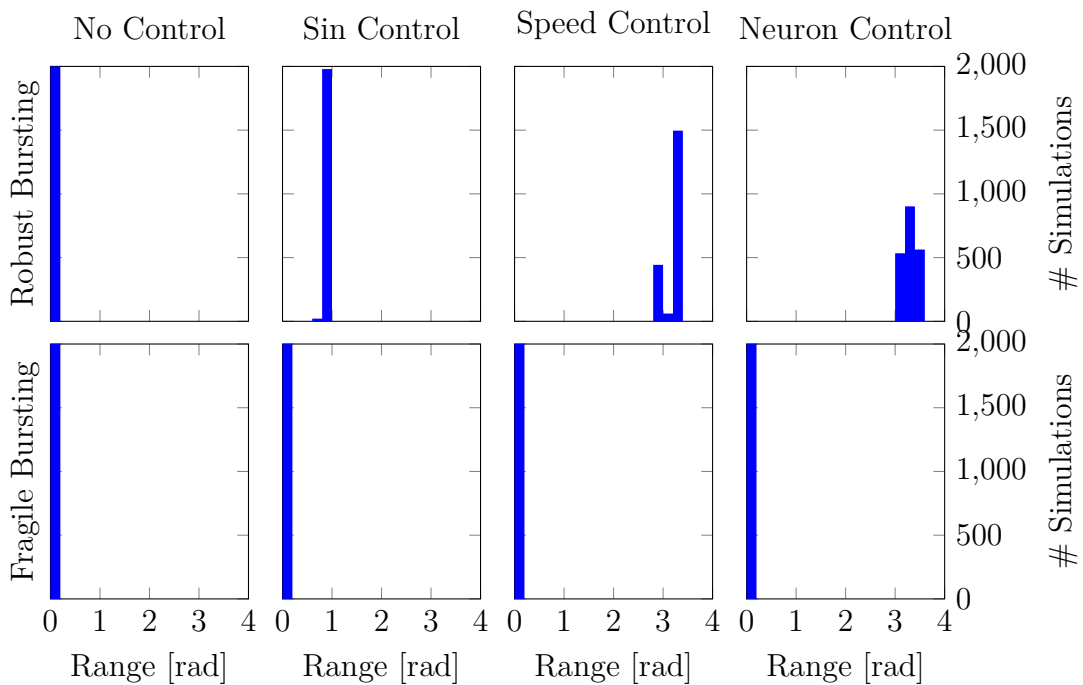 No Control Sin Control Speed Control Neuron Control
Robust Bursting
2,000
1,500
1,000
500
0
# Simulations
Fragile Bursting
2,000
1,500
1,000
500
0
# Simulations
0 1 2 3 4 0 1 2 3 4 0 1 2 3 4 0 1 2 3 4
Range [rad] Range [rad] Range [rad] Range [rad]